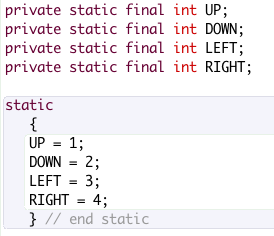 private static final int UP;
private static final int DOWN;
private static final int LEFT;
private static final int RIGHT;
static
{
UP = 1;
DOWN = 2;
LEFT = 3;
RIGHT = 4;
} // end static